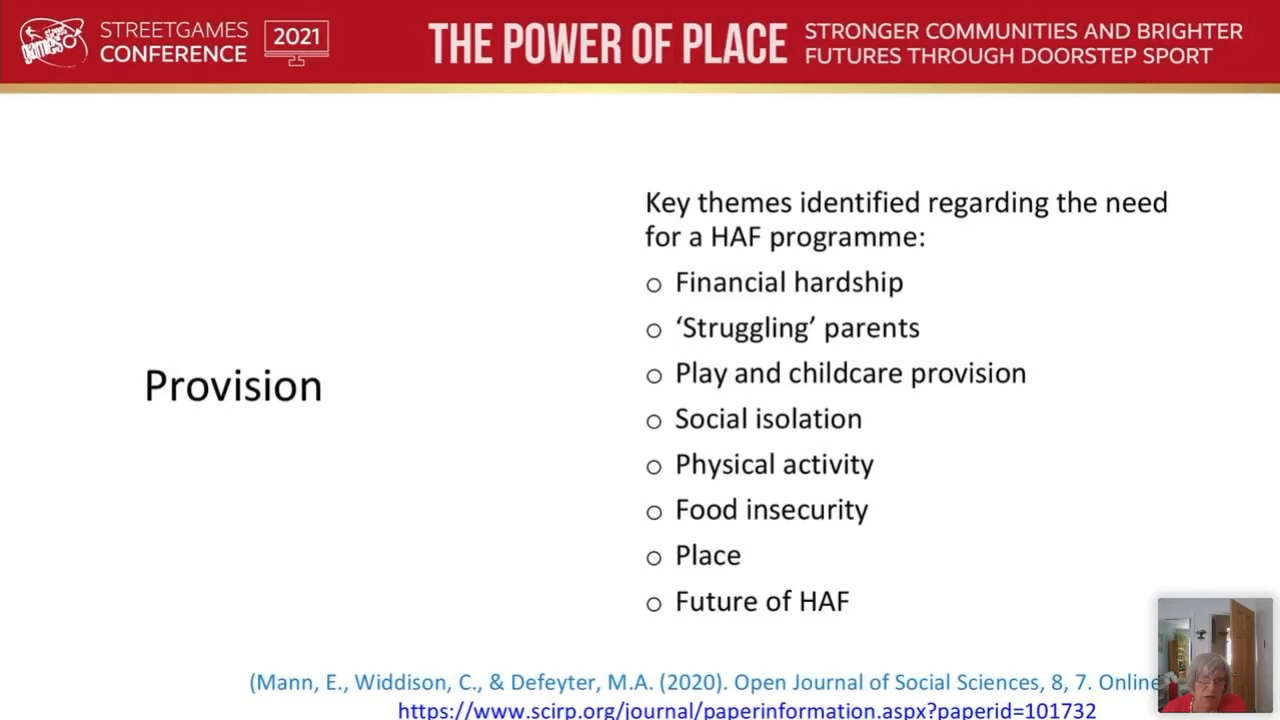 STREETGAMES
CONFERENCE
2021
THE POWER OF PLACE
STRONGER COMMUNITIES AND BRIGHTER
FUTURES THROUGH DOORSTEP SPORT
Provision
Key themes identified regarding the need
for a HAF programme:
o Financial hardship
o ‘Struggling’ parents
o Play and childcare provision
o Social isolation
o Physical activity
o Food insecurity
o Place
o Future of HAF
(Mann, E., Widdison, C., & Defeyter, M.A. (2020). Open Journal of Social Sciences, 8, 7. Online
https://www.scirp.org/journal/paperinformation.aspx?paperid=101732